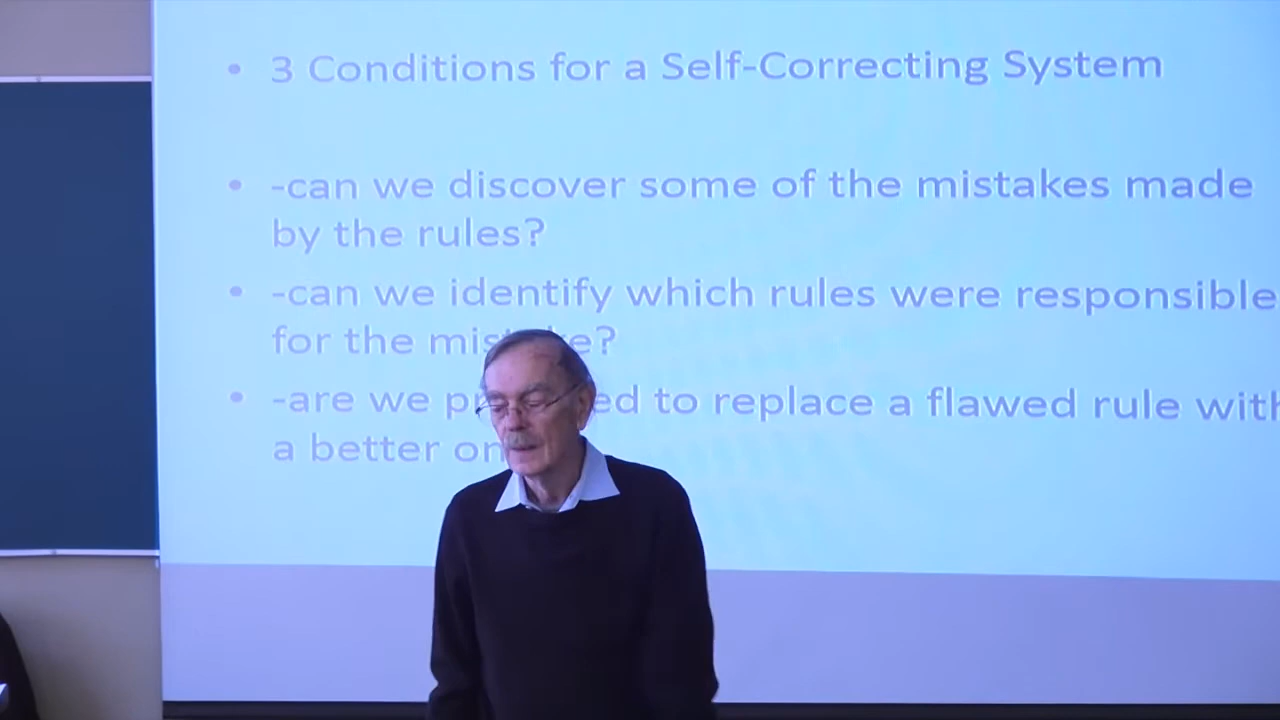 • 3 Conditions for a Self-Correcting System
• -can we discover some of the mistakes made
by the rules?
• -can we identify which rules were responsible
for the mis e?
• -are we p ed to replace a flawed rule with
a better on